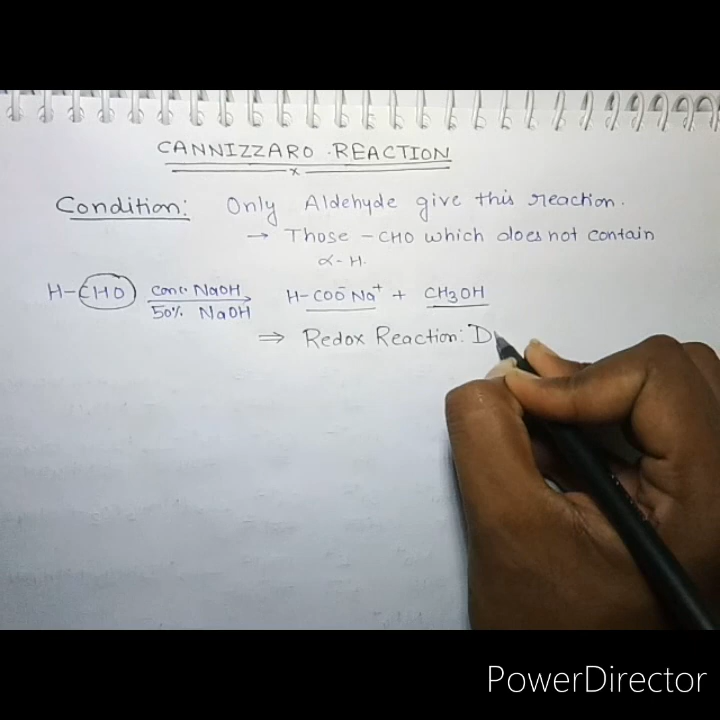 CANNIZZARO REACTION
x
Condition: Only Aldehyde give this reaction.
→ Those -CHO which does not contain
α-H.
H-CHO conc. NaOH H-COO⁻Na⁺ + CH₃OH
50% NaOH
⇒ Redox Reaction: D
PowerDirector